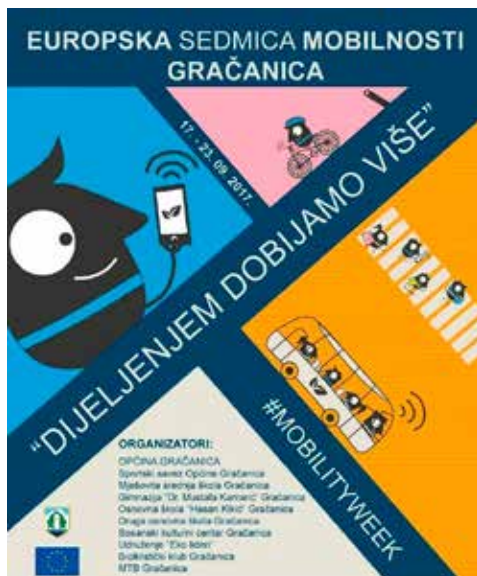 EUROPSKA SEDMICA MOBILNOSTI
GRAČANICA
17. - 23. 09. 2017.
“DIJELJENJEM DOBIJAMO VIŠE”
#MOBILITYWEEK
ORGANIZATORI:
OPĆINA GRAČANICA
Sportski savez Općine Gračanica
Mješovita srednja škola Gračanica
Gimnazija "Dr. Mustafa Kamarić" Gračanica
Osnovna škola "Hasan Kikić" Gračanica
Druga osnovna škola Gračanica
Bosanski kulturni centar Gračanica
Udruženje "Eko leonardo
Biciklistički klub Gračanica
MTB Gračanica